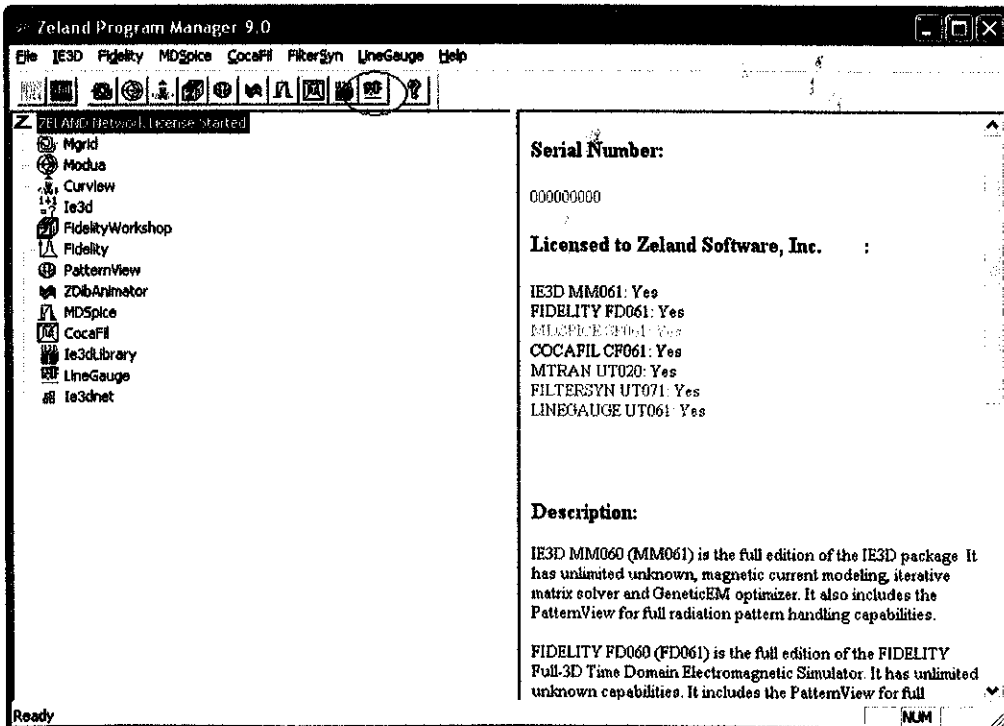 Zeland Program Manager 9.0
File IE3D Fidelity MDSpice CocaFil FilterSyn LineGauge Help
ZELAND Network License Started
Mgrid
Modua
Curview
Ie3d
FidelityWorkshop
Fidelity
PatternView
ZDibAnimator
MDSpice
CocaFil
Ie3dLibrary
LineGauge
Ie3dnet
Serial Number:
000000000
Licensed to Zeland Software, Inc. :
IE3D MM061: Yes
FIDELITY FD061: Yes
COCAFIL CF061: Yes
MTRAN UT020: Yes
FILTERSYN UT071: Yes
LINEGAUGE UT061: Yes
Description:
IE3D MM060 (MM061) is the full edition of the IE3D package It
has unlimited unknown, magnetic current modeling, iterative
matrix solver and GeneticEM optimizer. It also includes the
PatternView for full radiation pattern handling capabilities.
FIDELITY FD060 (FD061) is the full edition of the FIDELITY
Full-3D Time Domain Electromagnetic Simulator. It has unlimited
unknown capabilities. It includes the PatternView for full
Ready
NUM